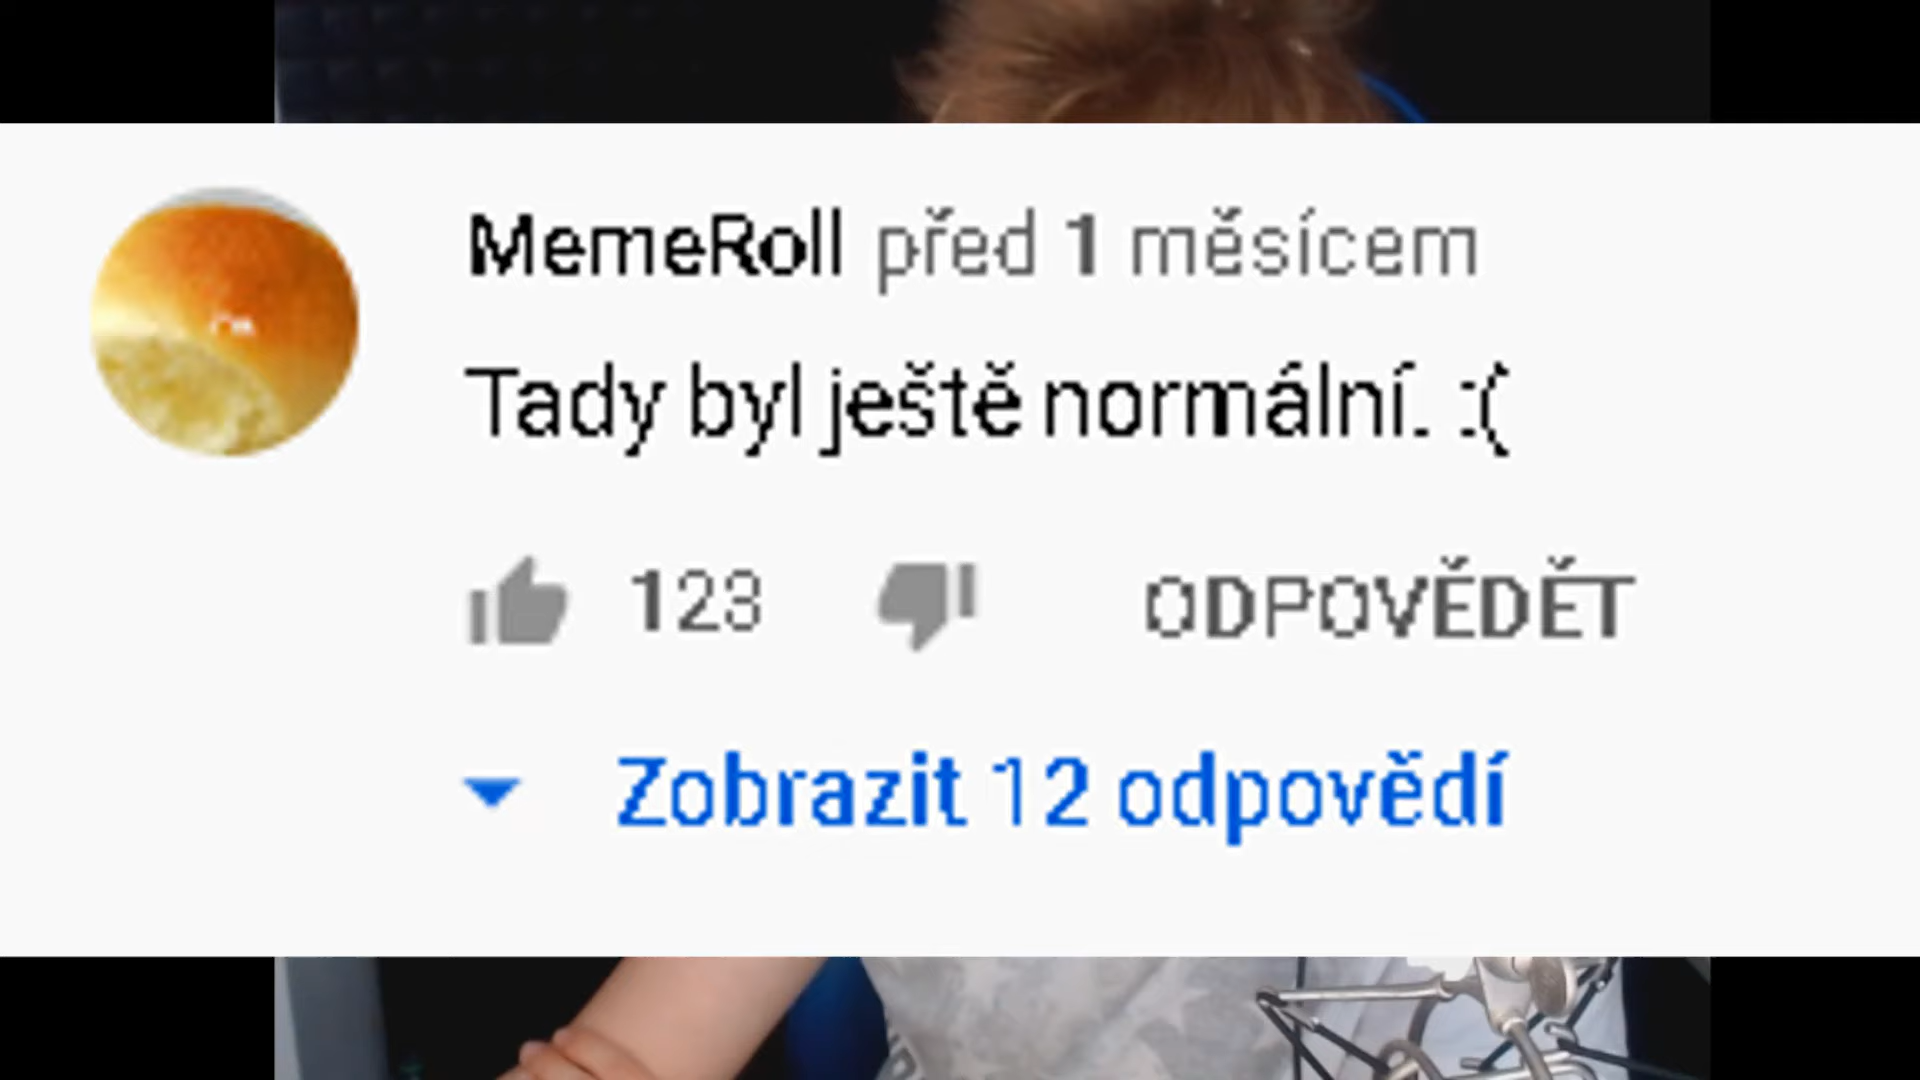 MemeRoll před 1 měsícem
Tady byl ještě normální. :(
123 ODPOVĚDĚT
Zobrazit 12 odpovědí